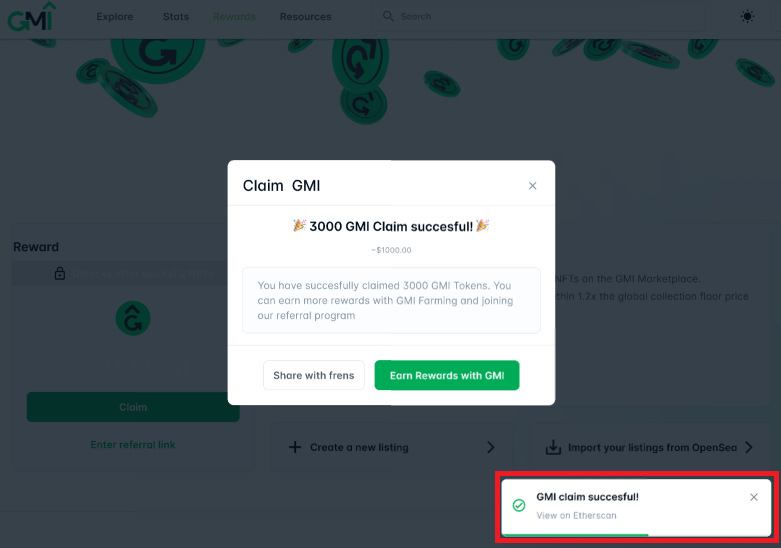 GMI
Explore
Stats
Rewards
Resources
Search
Claim GMI
🎉 3000 GMI Claim succesful! 🎉
~$1000.00
You have succesfully claimed 3000 GMI Tokens. You
can earn more rewards with GMI Farming and joining
our referral program
Share with frens
Earn Rewards with GMI
Reward
Claim
Enter referral link
NFTs on the GMI Marketplace.
thin 1.2x the global collection floor price
Create a new listing
Import your listings from OpenSea
GMI claim succesful!
View on Etherscan